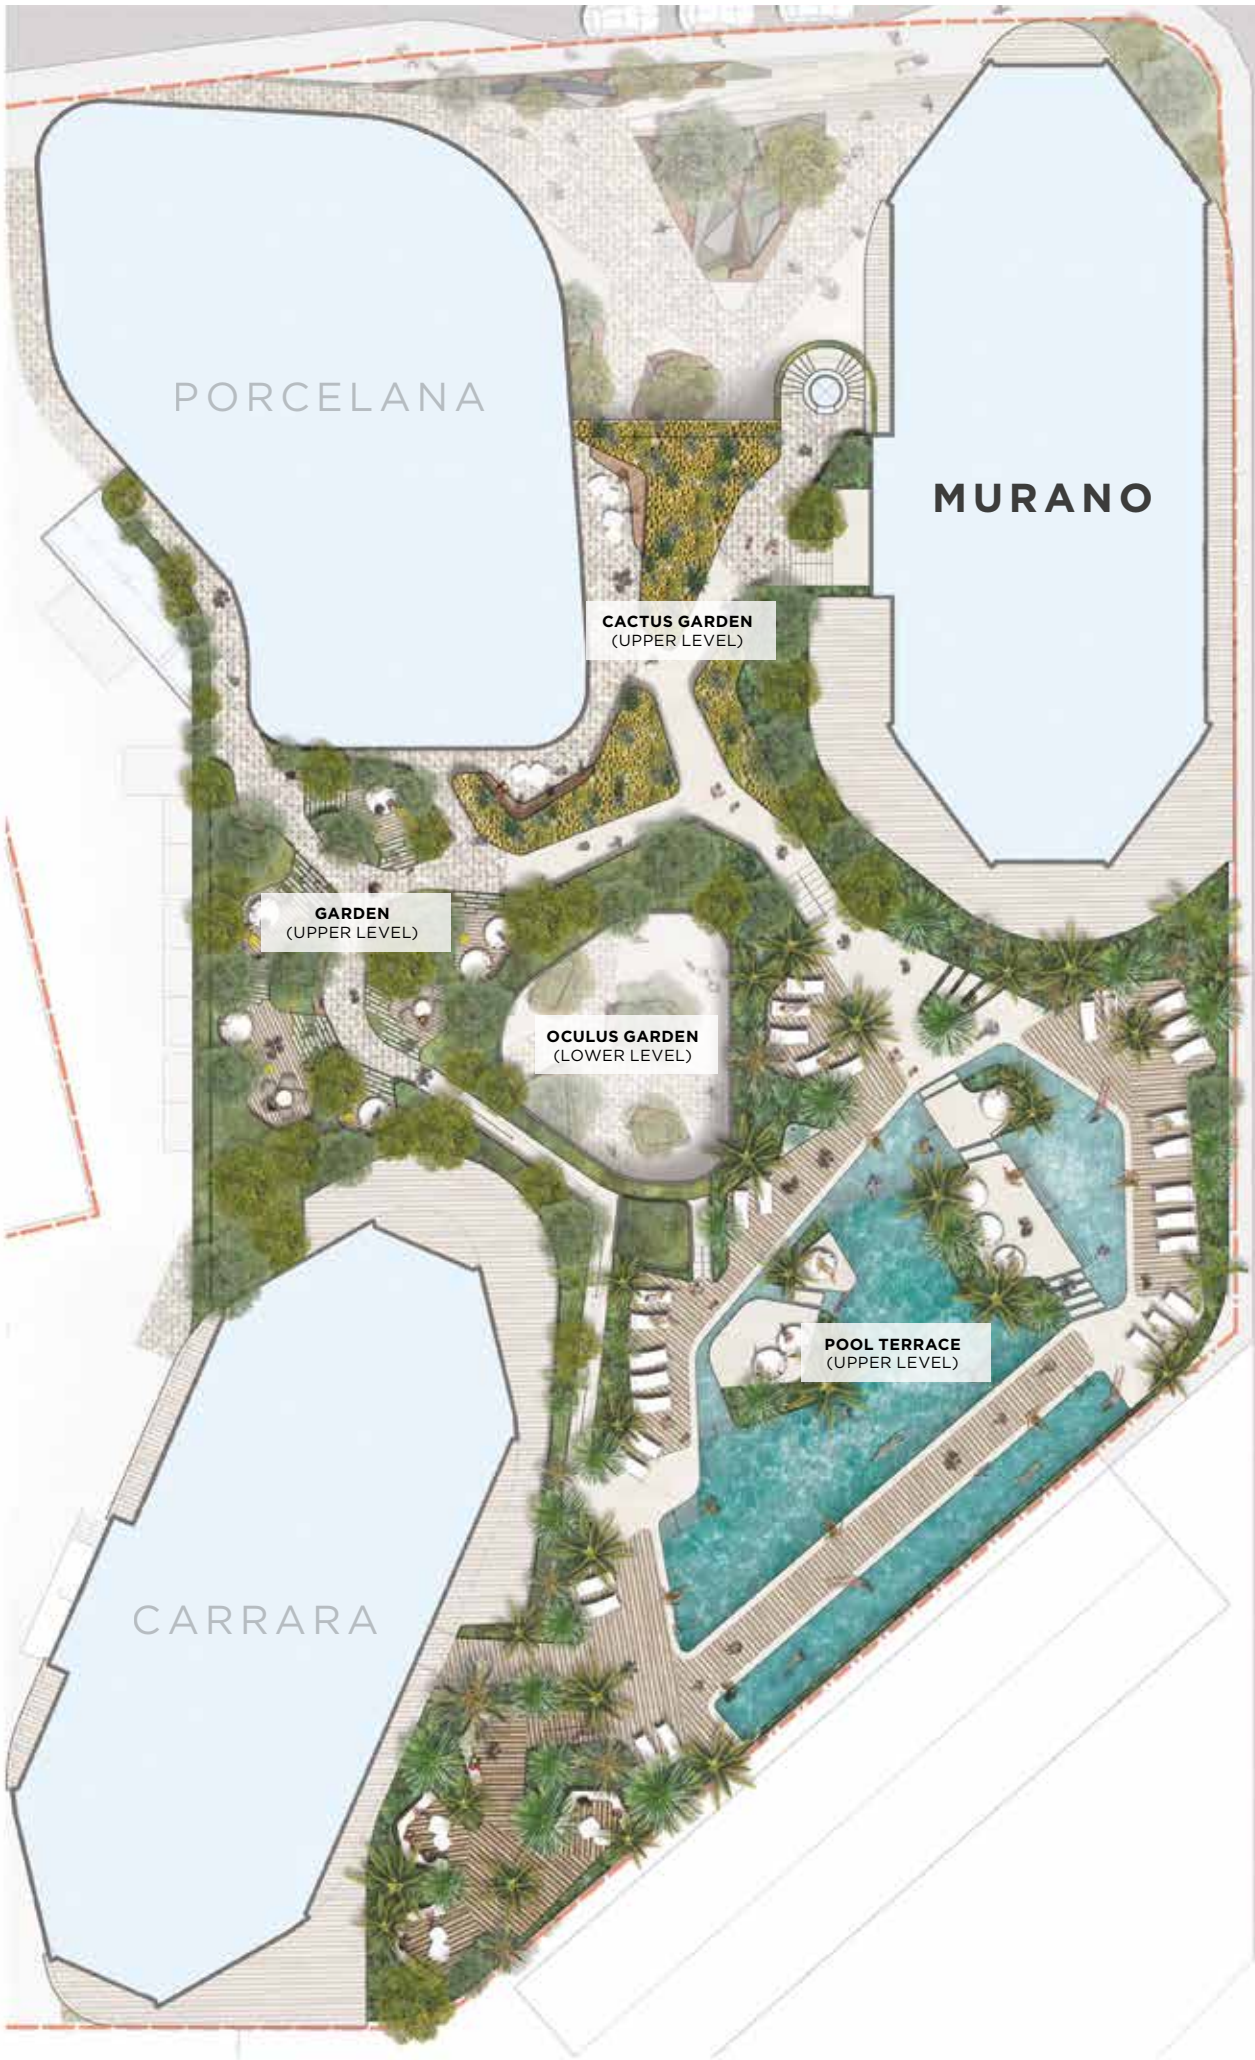 PORCELANA
MURANO
CACTUS GARDEN
(UPPER LEVEL)
GARDEN
(UPPER LEVEL)
OCULUS GARDEN
(LOWER LEVEL)
POOL TERRACE
(UPPER LEVEL)
CARRARA